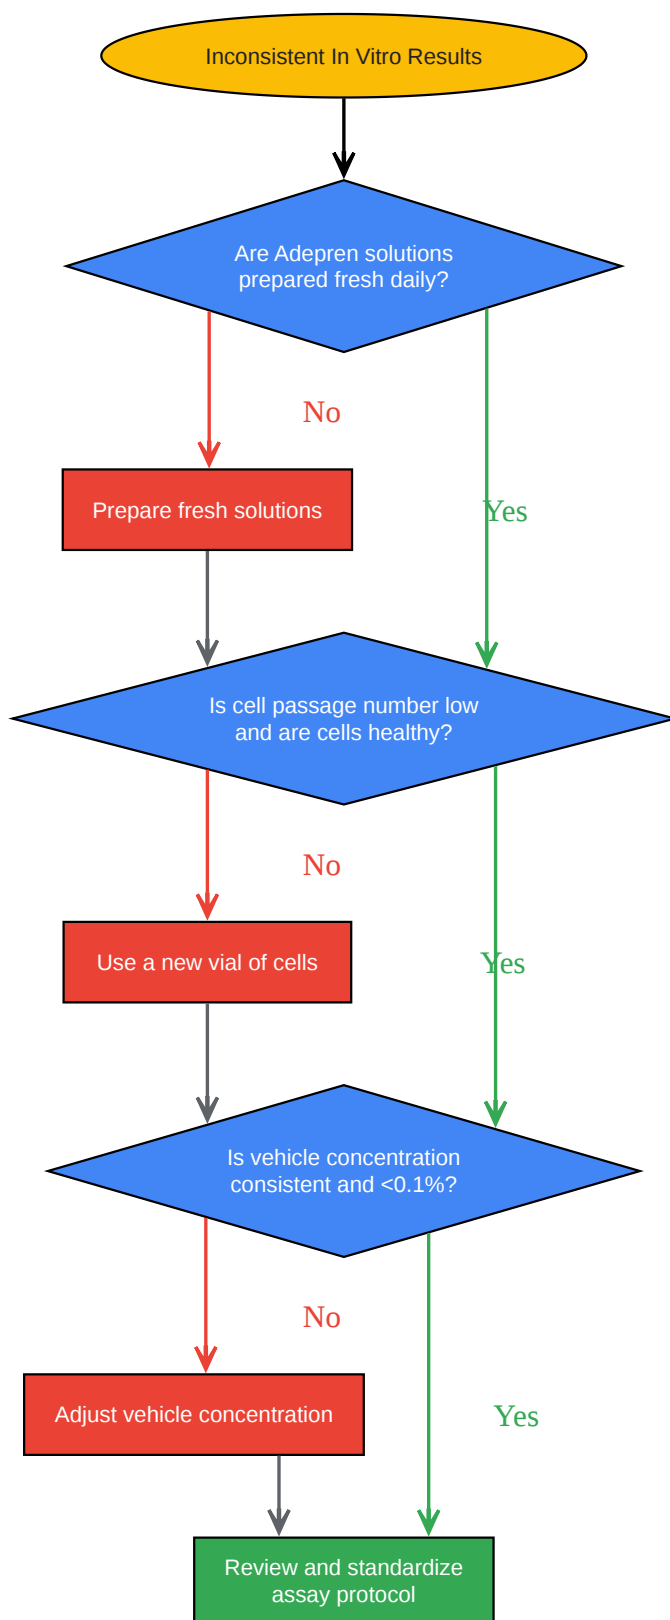 Inconsistent In Vitro Results
Are Adepren solutions
prepared fresh daily?
No
Prepare fresh solutions
Yes
Is cell passage number low
and are cells healthy?
No
Use a new vial of cells
Yes
Is vehicle concentration
consistent and <0.1%?
No
Adjust vehicle concentration
Yes
Review and standardize
assay protocol